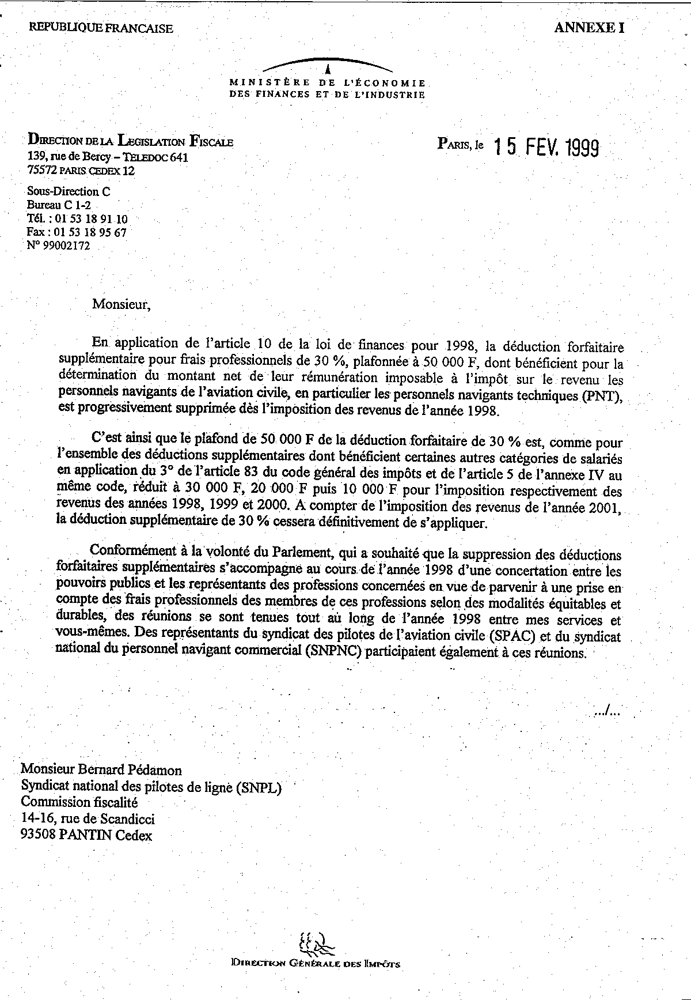 REPUBLIQUE FRANCAISE
ANNEXE I
MINISTÈRE DE L'ÉCONOMIE
DES FINANCES ET DE L'INDUSTRIE
DIRECTION DE LA LEGISLATION FISCALE
139, rue de Bercy – TELEDOC 641
75572 PARIS CEDEX 12
PARIS, le 15 FEV. 1999
Sous-Direction C
Bureau C 1-2
Tél. : 01 53 18 91 10
Fax : 01 53 18 95 67
N° 99002172
Monsieur,
En application de l'article 10 de la loi de finances pour 1998, la déduction forfaitaire
supplémentaire pour frais professionnels de 30 %, plafonnée à 50 000 F, dont bénéficient pour la
détermination du montant net de leur rémunération imposable à l'impôt sur le revenu les
personnels navigants de l'aviation civile, en particulier les personnels navigants techniques (PNT),
est progressivement supprimée dès l'imposition des revenus de l'année 1998.
C'est ainsi que le plafond de 50 000 F de la déduction forfaitaire de 30 % est, comme pour
l'ensemble des déductions supplémentaires dont bénéficient certaines autres catégories de salariés
en application du 3° de l'article 83 du code général des impôts et de l'article 5 de l'annexe IV au
même code, réduit à 30 000 F, 20 000 F puis 10 000 F pour l'imposition respectivement des
revenus des années 1998, 1999 et 2000. A compter de l'imposition des revenus de l'année 2001,
la déduction supplémentaire de 30 % cessera définitivement de s'appliquer.
Conformément à la volonté du Parlement, qui a souhaité que la suppression des déductions
forfaitaires supplémentaires s'accompagne au cours de l'année 1998 d'une concertation entre les
pouvoirs publics et les représentants des professions concernées en vue de parvenir à une prise en
compte des frais professionnels des membres de ces professions selon des modalités équitables et
durables, des réunions se sont tenues tout au long de l'année 1998 entre mes services et
vous-mêmes. Des représentants du syndicat des pilotes de l'aviation civile (SPAC) et du syndicat
national du personnel navigant commercial (SNPNC) participaient également à ces réunions.
.../...
Monsieur Bernard Pédamon
Syndicat national des pilotes de ligne (SNPL)
Commission fiscalité
14-16, rue de Scandicci
93508 PANTIN Cedex
DIRECTION GÉNÉRALE DES IMPÔTS